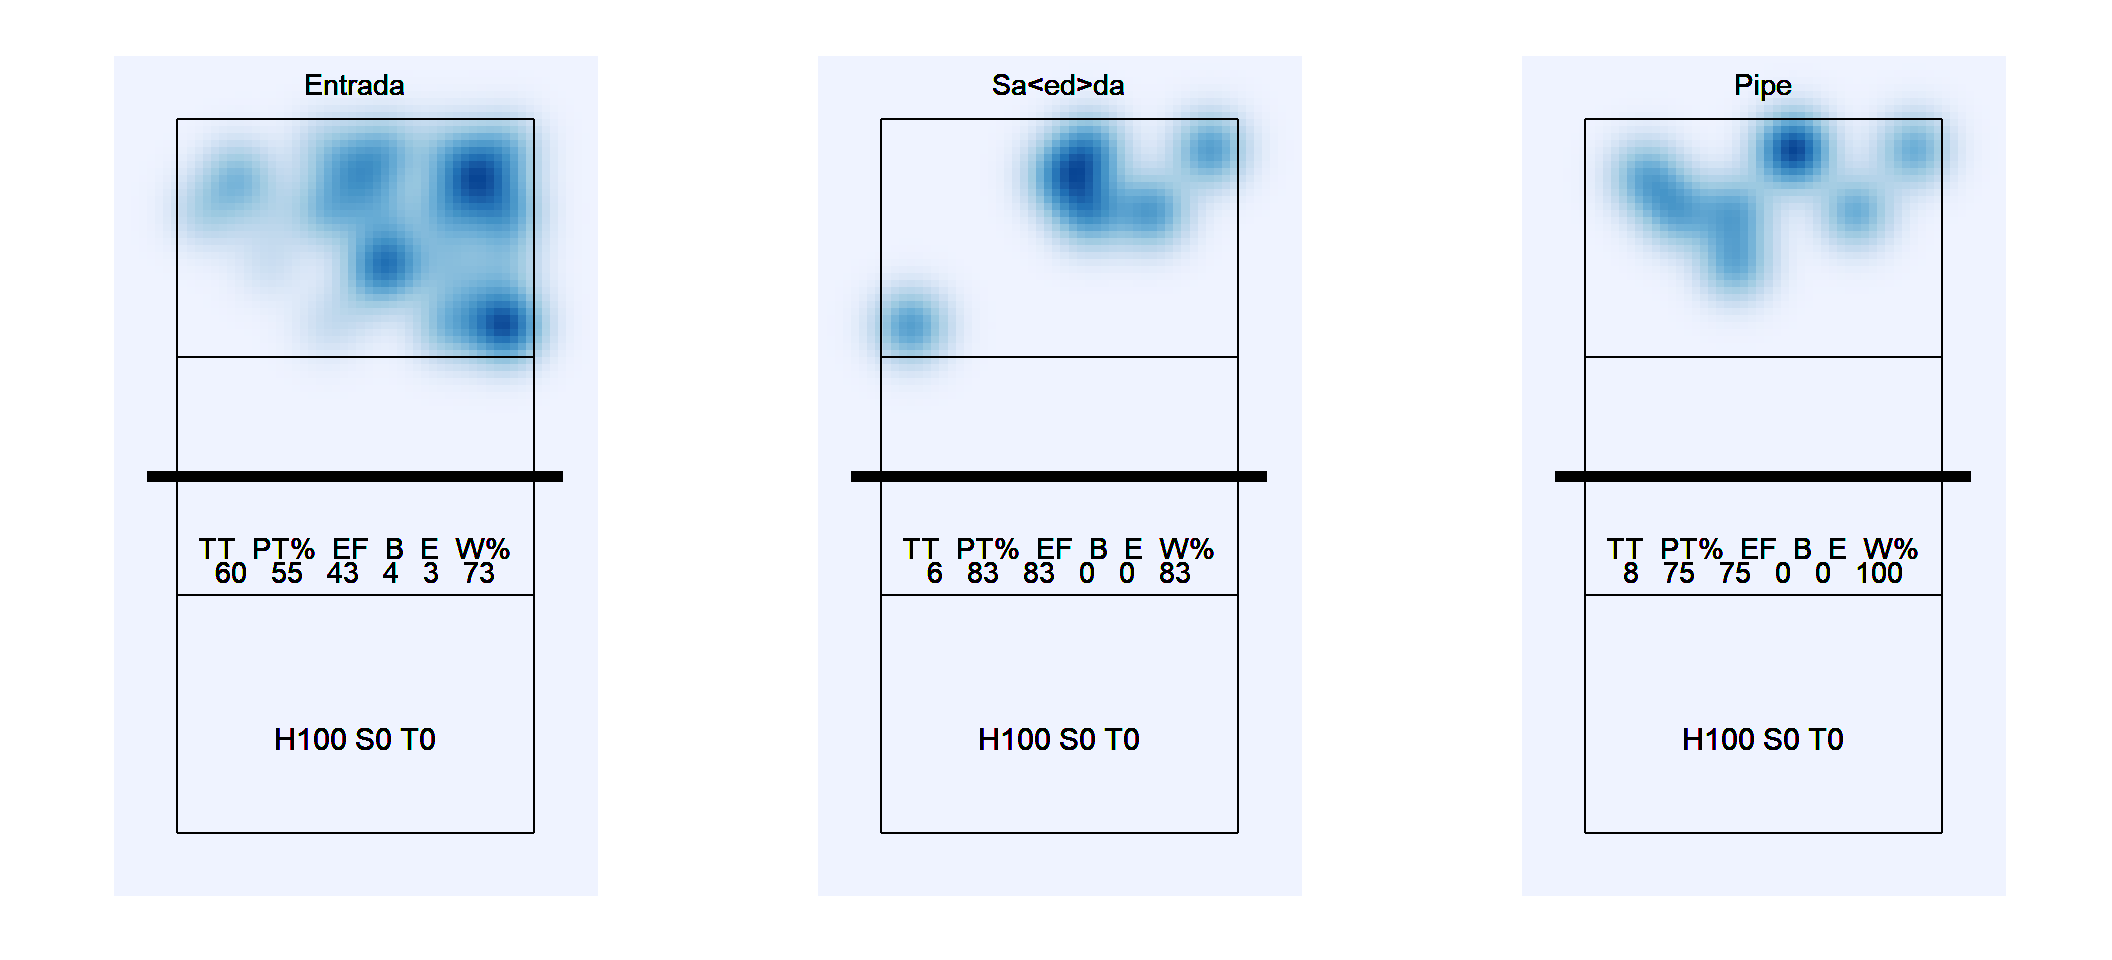 Entrada
TT PT% EF B E W%
60 55 43 4 3 73
H100 S0 T0
Sa<ed>da
TT PT% EF B E W%
6 83 83 0 0 83
H100 S0 T0
Pipe
TT PT% EF B E W%
8 75 75 0 0 100
H100 S0 T0